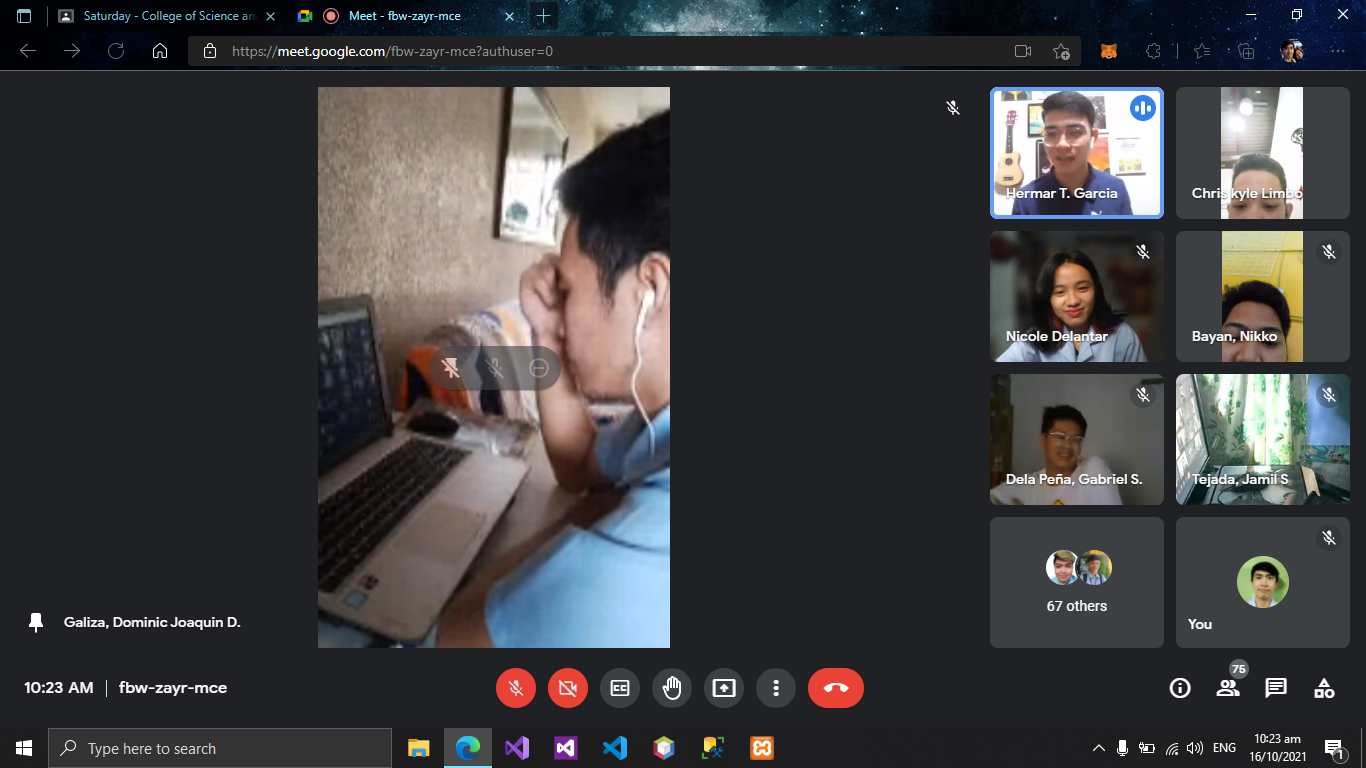 Saturday - College of Science an
Meet - fbw-zayr-mce
https://meet.google.com/fbw-zayr-mce?authuser=0
Hermar T. Garcia
Chris kyle Limbo
Nicole Delantar
Bayan, Nikko
Dela Peña, Gabriel S.
Tejada, Jamil S
67 others
You
Galiza, Dominic Joaquin D.
10:23 AM | fbw-zayr-mce
CC
75
Type here to search
ENG
10:23 am
16/10/2021
1